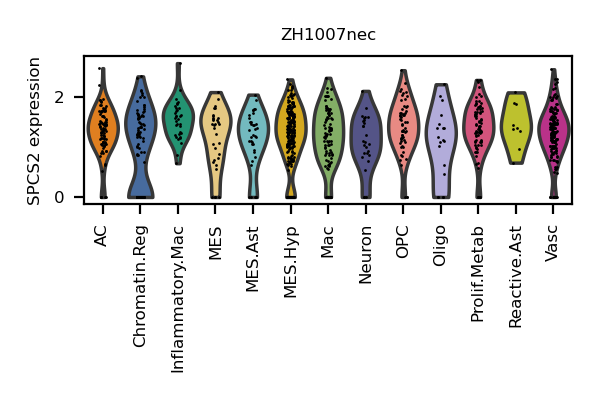 ZH1007nec
SPCS2 expression
2
0
AC
Chromatin.Reg
Inflammatory.Mac
MES
MES.Ast
MES.Hyp
Mac
Neuron
OPC
Oligo
Prolif.Metab
Reactive.Ast
Vasc